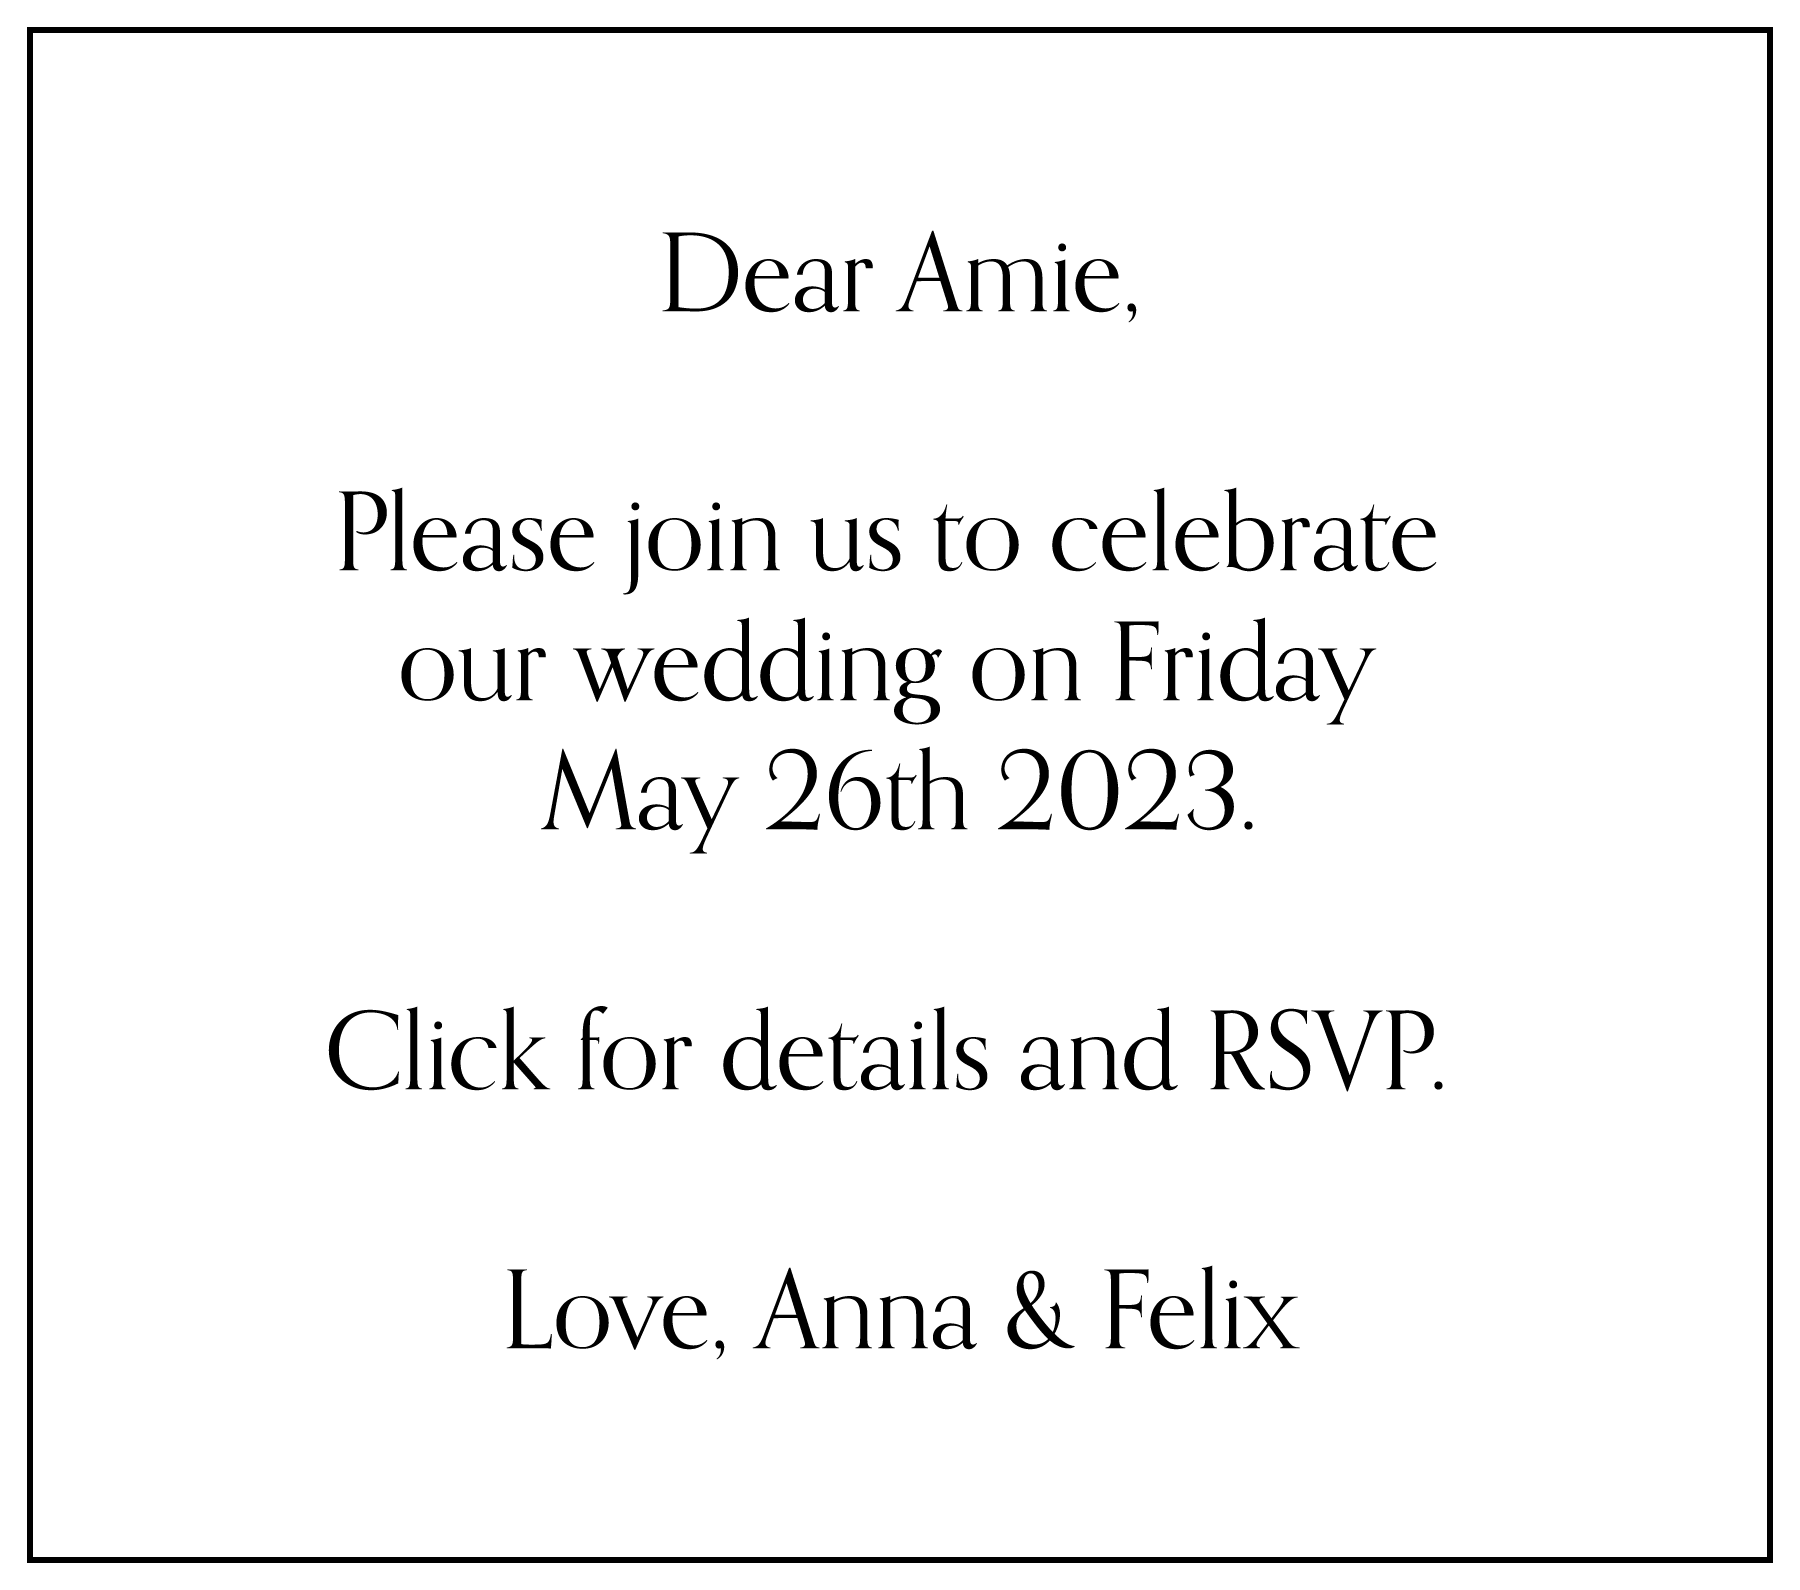 Dear Amie,
Please join us to celebrate
our wedding on Friday
May 26th 2023.
Click for details and RSVP.
Love, Anna & Felix